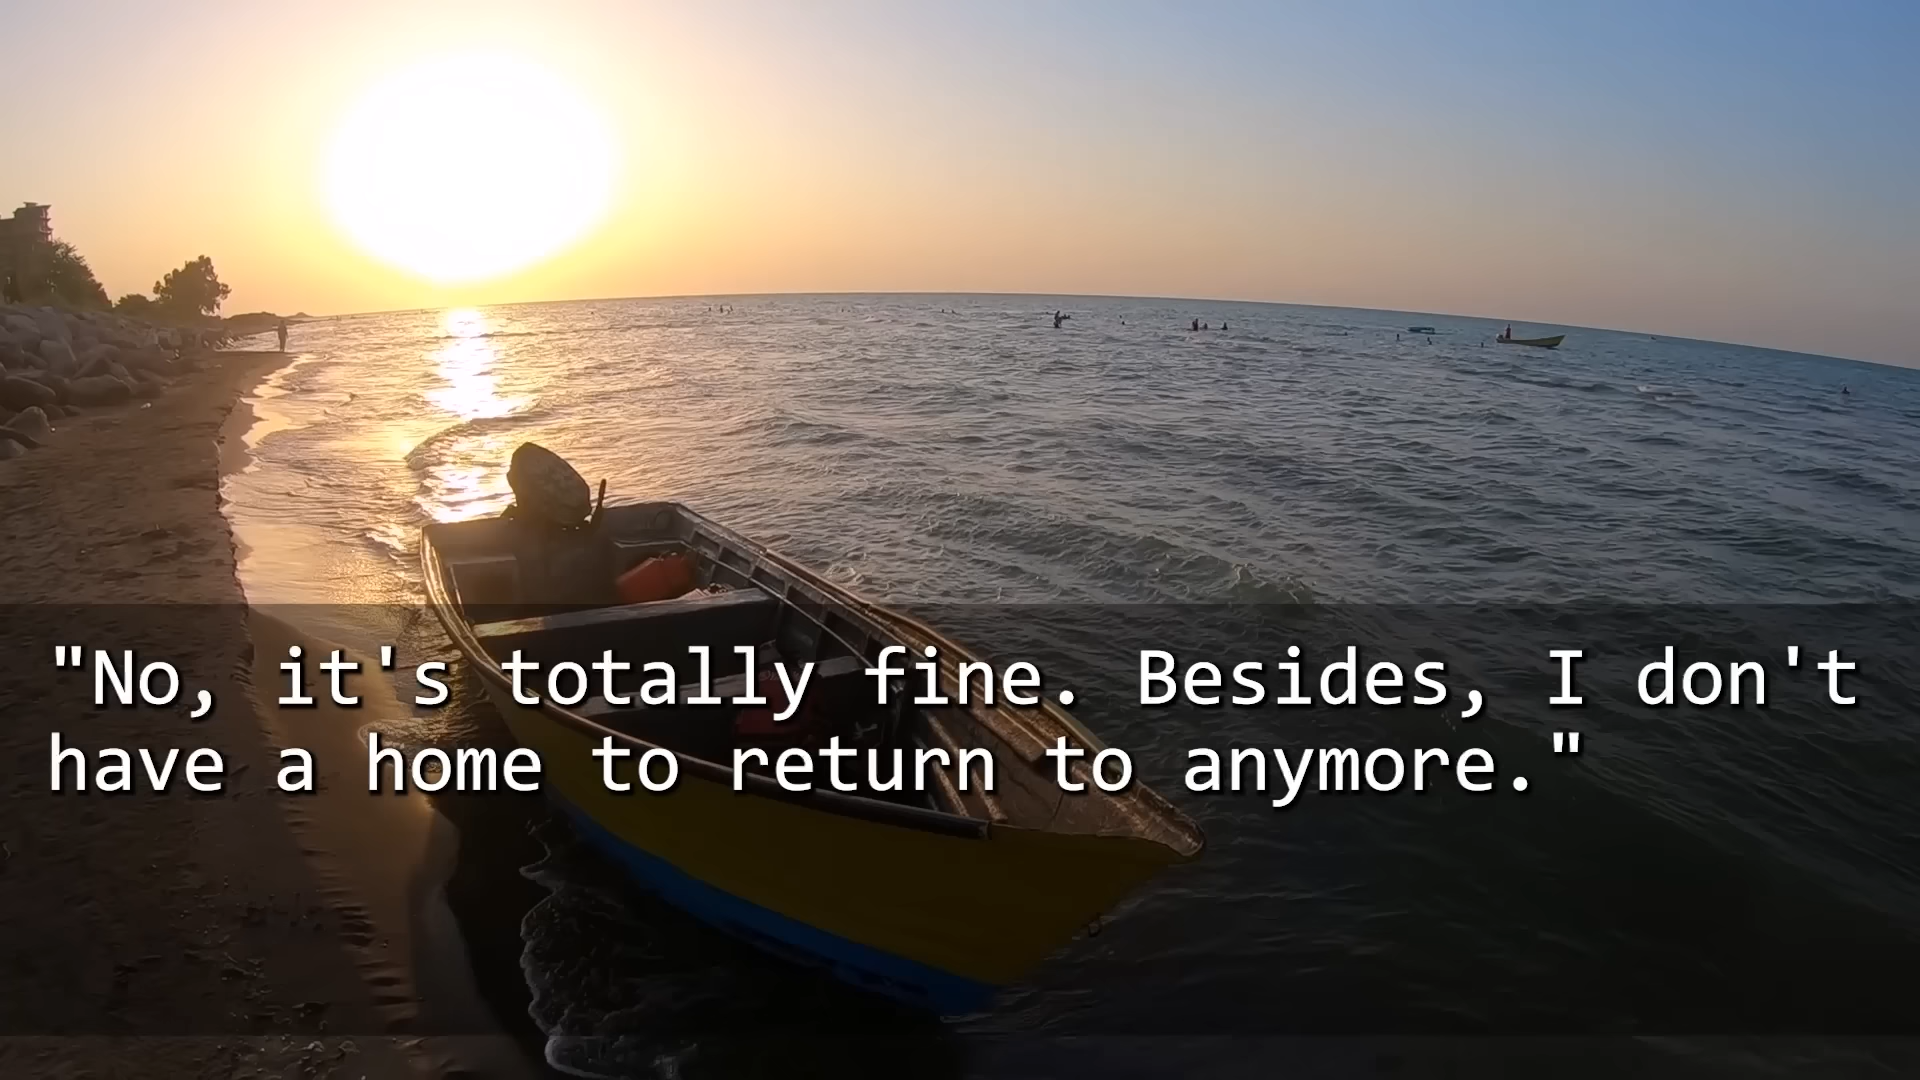 "No, it's totally fine. Besides, I don't
have a home to return to anymore."